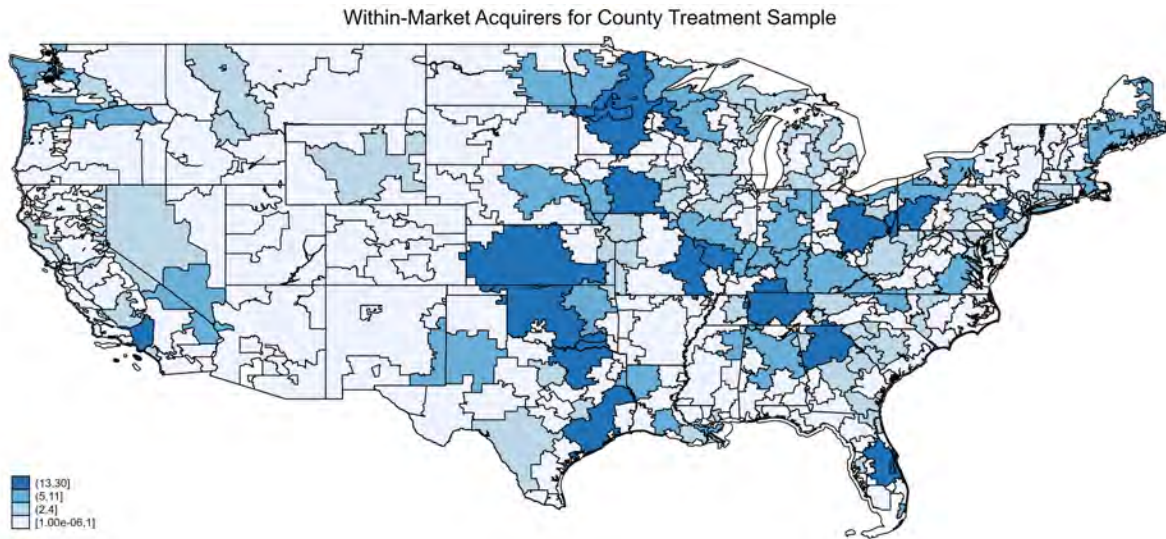 Within-Market Acquirers for County Treatment Sample
(13,30]
(5,11]
(2,4]
[1.00e-06,1]